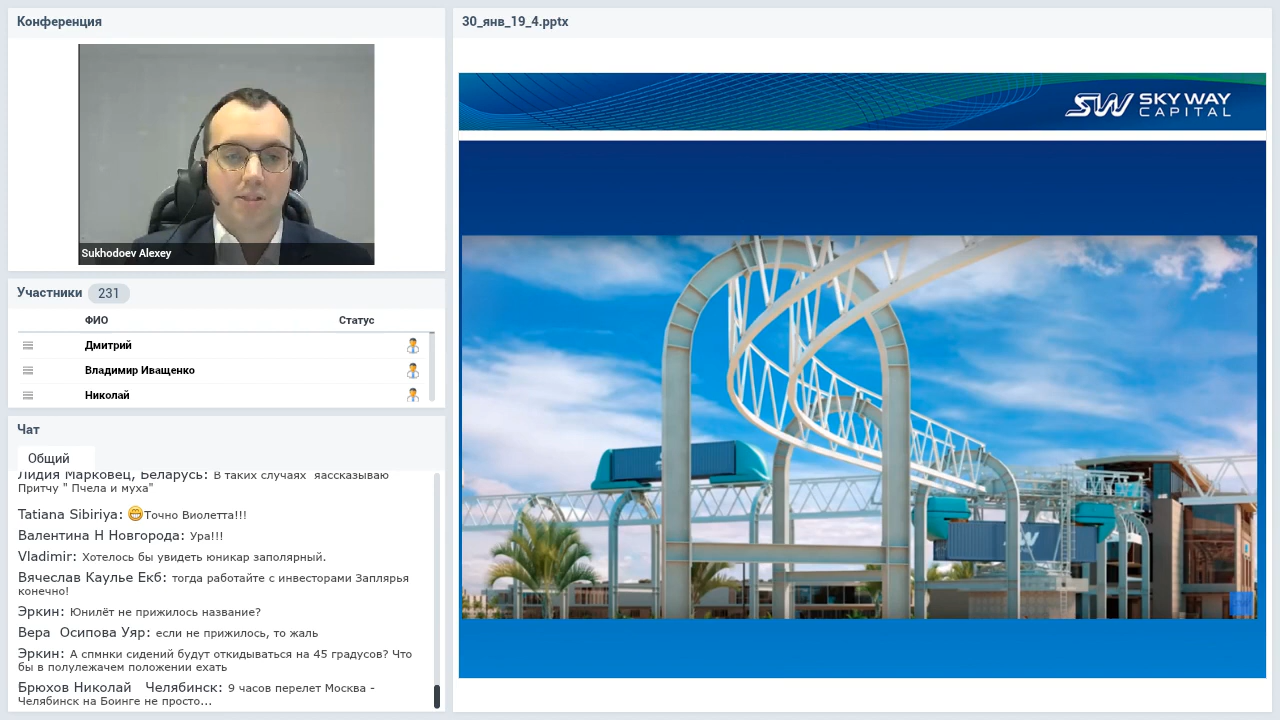 Конференция
Sukhodoev Alexey
Участники 231
ФИО Статус
Дмитрий
Владимир Иващенко
Николай
Чат
Общий
Лидия Марковец, Беларусь: В таких случаях яассказываю
Притчу " Пчела и муха"
Tatiana Sibiriya: Точно Виолетта!!!
Валентина Н Новгорода: Ура!!!
Vladimir: Хотелось бы увидеть юникар заполярный.
Вячеслав Каулье Екб: тогда работайте с инвесторами Заплярья
конечно!
Эркин: Юнилёт не прижилось название?
Вера Осипова Уяр: если не прижилось, то жаль
Эркин: А спмнки сидений будут откидываться на 45 градусов? Что
бы в полулежачем положении ехать
Брюхов Николай Челябинск: 9 часов перелет Москва -
Челябинск на Боинге не просто...
30_янв_19_4.pptx
SW SKY WAY
CAPITAL